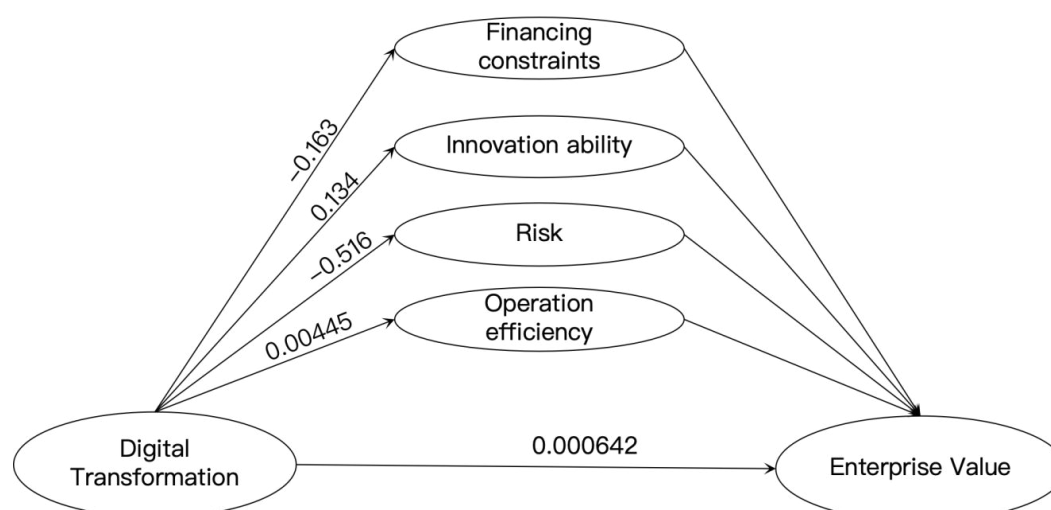 Financing
constraints
−0.163
Innovation ability
0.134
Risk
−0.516
Operation
efficiency
0.00445
Digital
Transformation
0.000642
Enterprise Value